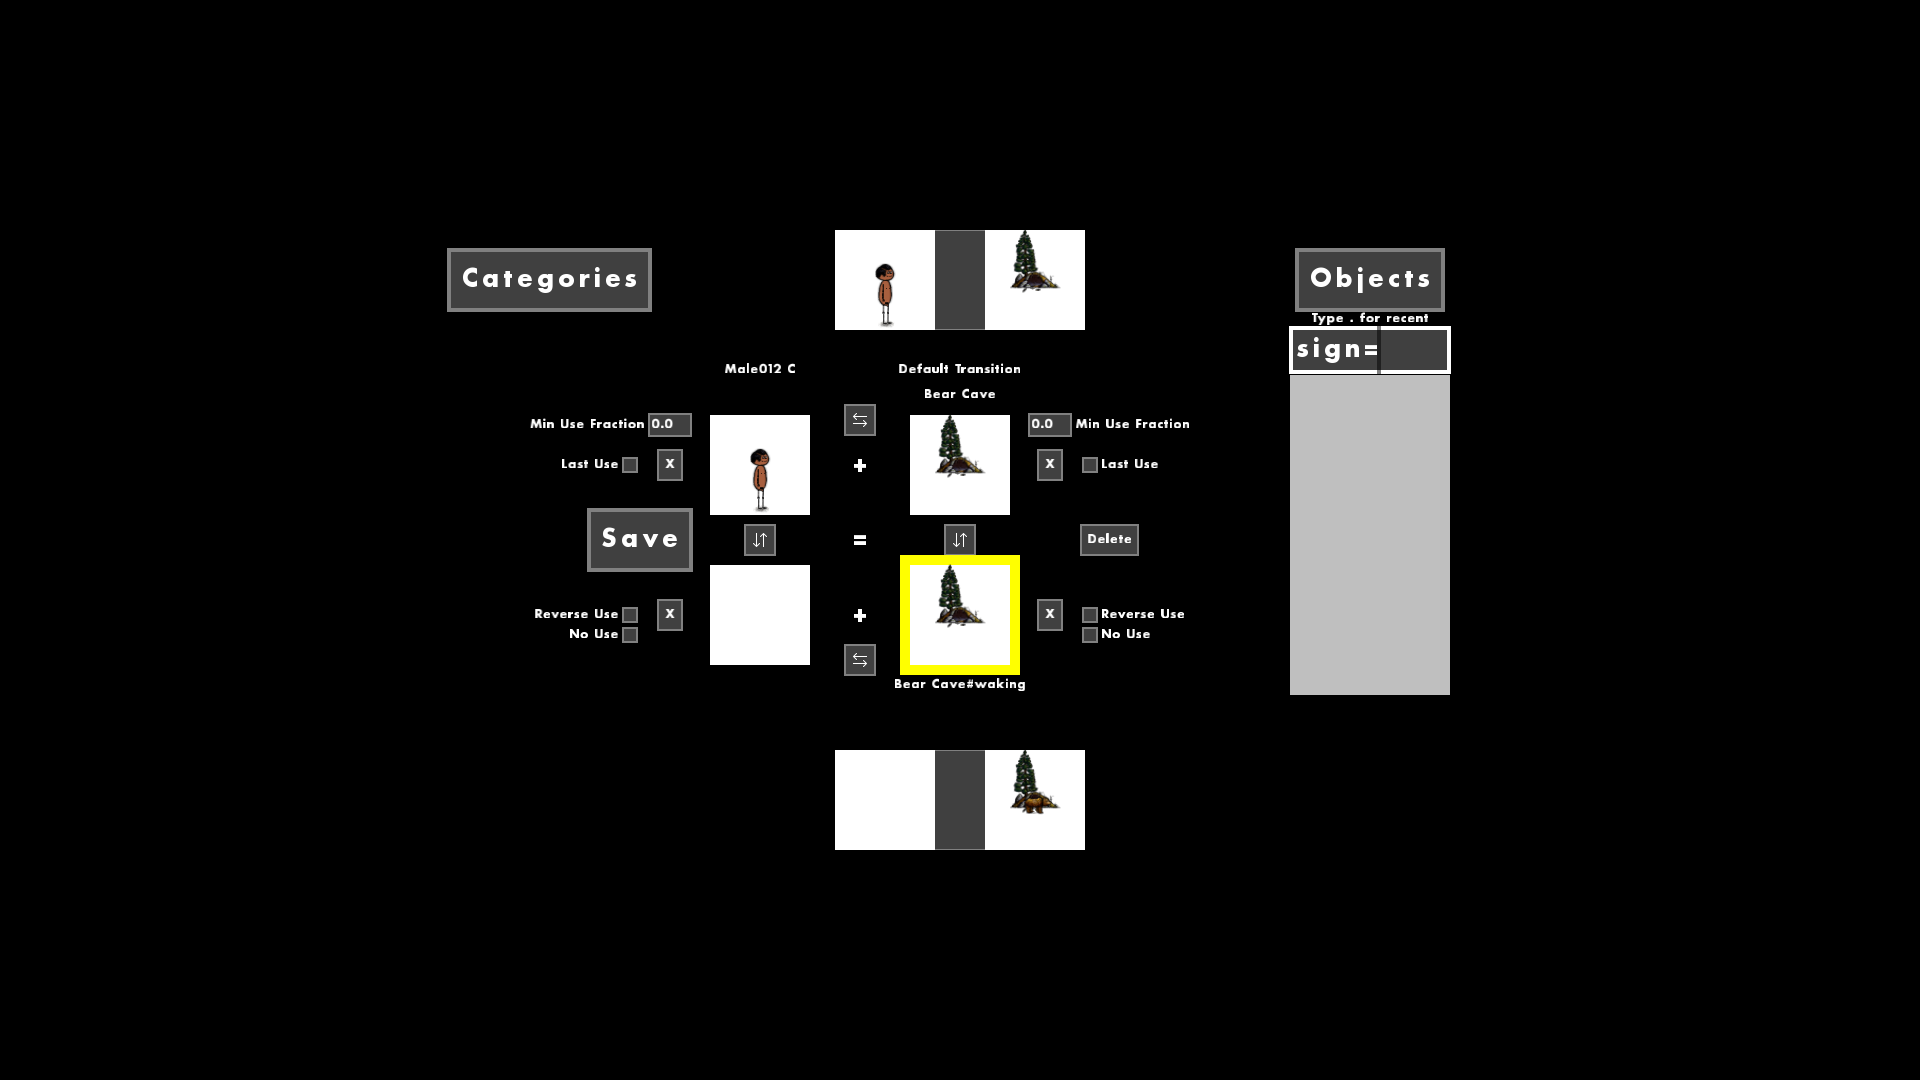 Categories
Objects
Type . for recent
sign=
Male012 C
Default Transition
Bear Cave
Min Use Fraction 0.0
0.0 Min Use Fraction
Last Use X
+
X Last Use
Save
=
Delete
Reverse Use X
No Use
+
X Reverse Use
No Use
Bear Cave#waking